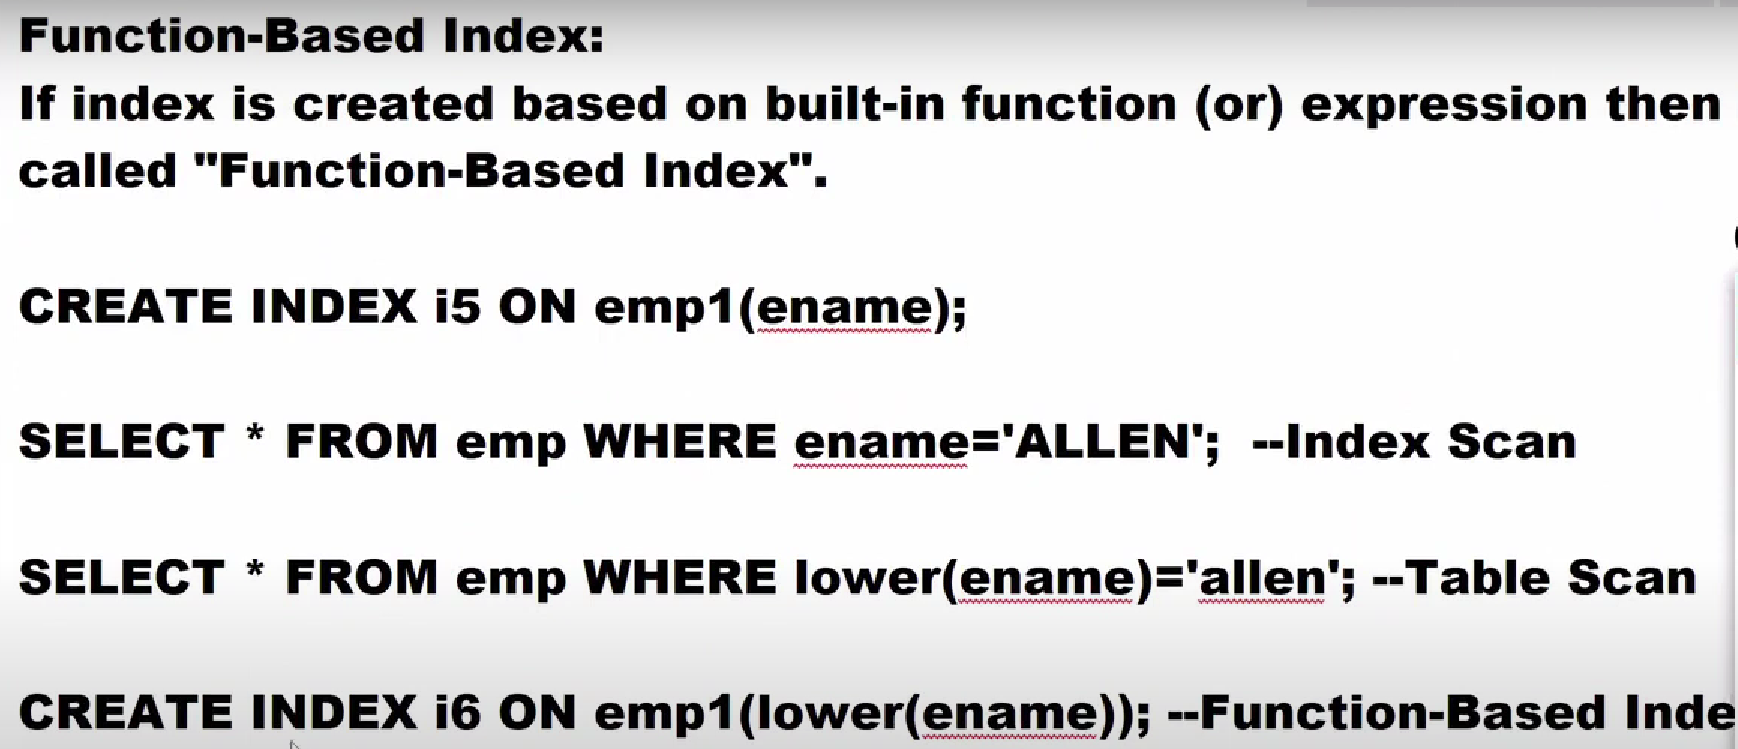 Function-Based Index:
If index is created based on built-in function (or) expression then
called "Function-Based Index".
CREATE INDEX i5 ON emp1(ename);
SELECT * FROM emp WHERE ename='ALLEN';  --Index Scan
SELECT * FROM emp WHERE lower(ename)='allen'; --Table Scan
CREATE INDEX i6 ON emp1(lower(ename)); --Function-Based Inde